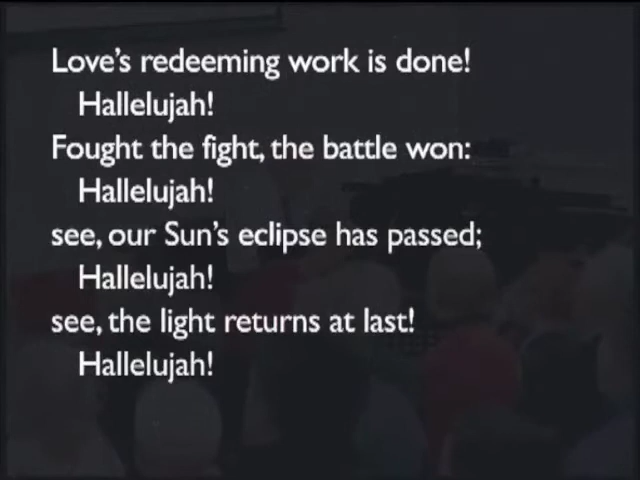 Love's redeeming work is done!
Hallelujah!
Fought the fight, the battle won:
Hallelujah!
see, our Sun's eclipse has passed;
Hallelujah!
see, the light returns at last!
Hallelujah!